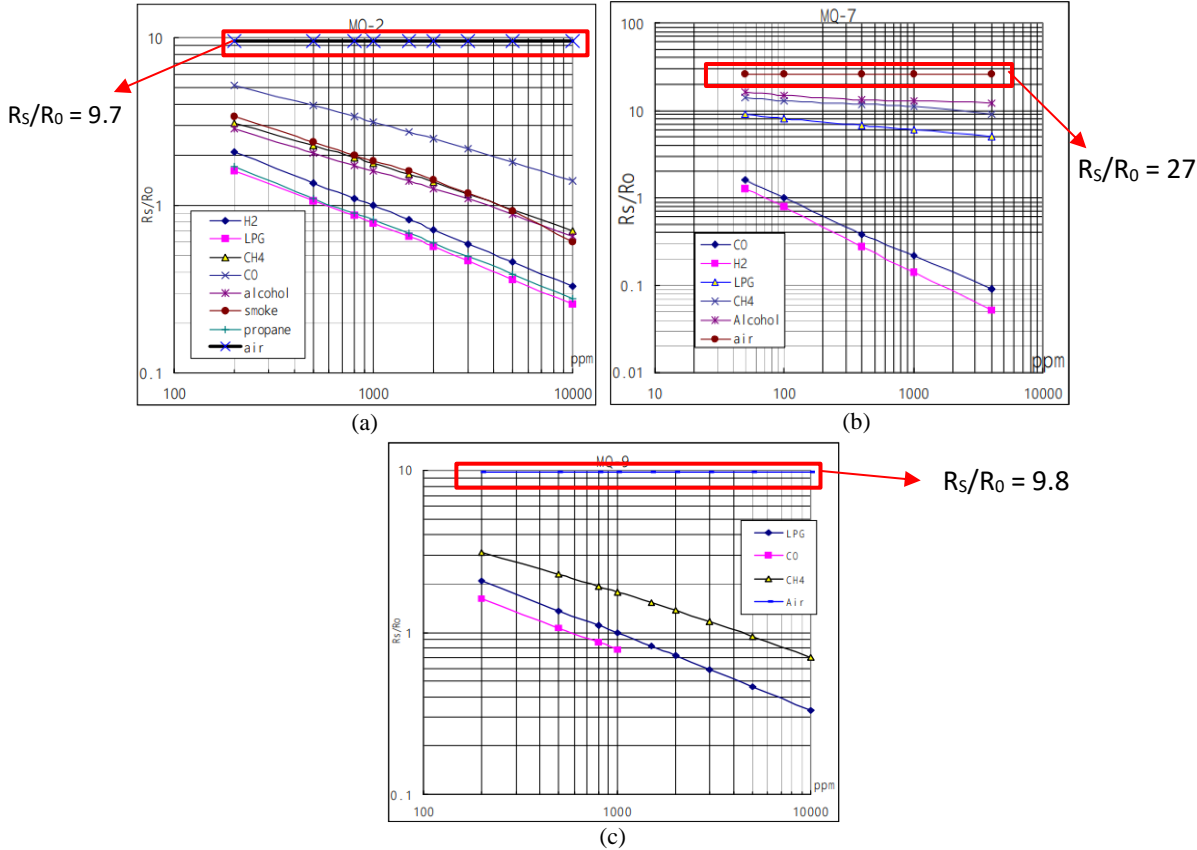 MQ-2
10
Rs/Ro
1
0.1
100
1000
10000
ppm
H2
LPG
CH4
CO
alcohol
smoke
propane
air
RS/R0 = 9.7
(a)
MQ-7
100
10
Rs/Ro
1
0.1
0.01
10
100
1000
10000
ppm
CO
H2
LPG
CH4
Alcohol
air
RS/R0 = 27
(b)
MQ-9
10
Rs/Ro
1
0.1
100
1000
10000
ppm
LPG
CO
CH4
Air
RS/R0 = 9.8
(c)